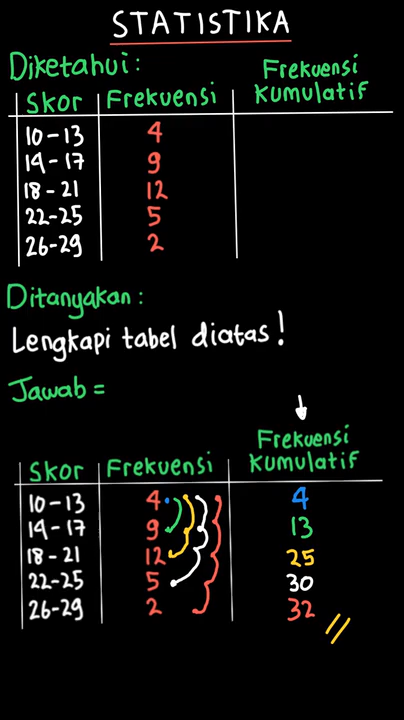 STATISTIKA
Diketahui :
Skor Frekuensi Frekuensi Kumulatif
10-13 4
14-17 9
18-21 12
22-25 5
26-29 2
Ditanyakan :
Lengkapi tabel diatas !
Jawab =
Skor Frekuensi Frekuensi Kumulatif
10-13 4 4
14-17 9 13
18-21 12 25
22-25 5 30
26-29 2 32